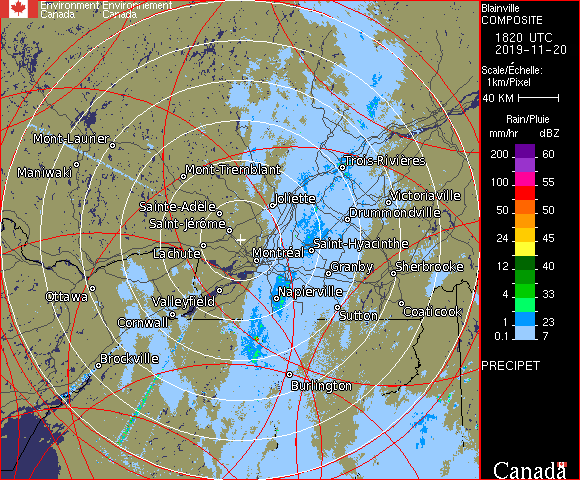 Environment Environnement
Canada Canada
Blainville
COMPOSITE
1820 UTC
2019-11-20
Scale/Échelle:
1km/Pixel
40 KM
Rain/Pluie
mm/hr dBZ
200 60
100 55
50 50
24 45
12 40
4 33
1 23
0.1 7
PRECIPET
Canada
Mont-Laurier
Maniwaki
Mont-Tremblant
Trois-Rivières
Sainte-Adèle
Joliette
Victoriaville
Drummondville
Saint-Jérôme
Lachute
Montréal
Saint-Hyacinthe
Granby
Sherbrooke
Ottawa
Valleyfield
Napierville
Cornwall
Sutton
Coaticook
Brockville
Burlington